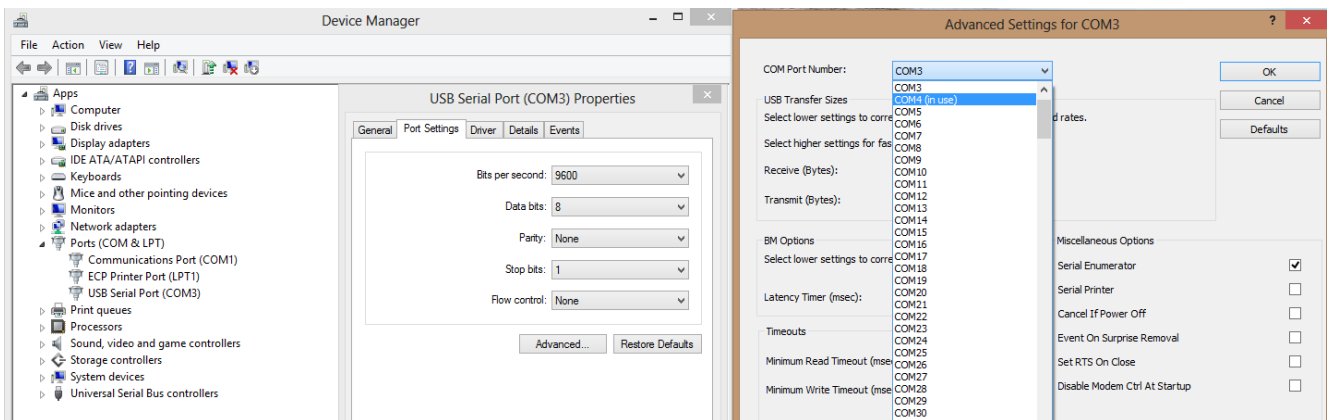 Device Manager
File Action View Help
Apps
Computer
Disk drives
Display adapters
IDE ATA/ATAPI controllers
Keyboards
Mice and other pointing devices
Monitors
Network adapters
Ports (COM & LPT)
Communications Port (COM1)
ECP Printer Port (LPT1)
USB Serial Port (COM3)
Print queues
Processors
Sound, video and game controllers
Storage controllers
System devices
Universal Serial Bus controllers
USB Serial Port (COM3) Properties
General Port Settings Driver Details Events
Bits per second: 9600
Data bits: 8
Parity: None
Stop bits: 1
Flow control: None
Advanced... Restore Defaults
Advanced Settings for COM3
?
COM Port Number: COM3
OK
Cancel
Defaults
USB Transfer Sizes
Select lower settings to corre
d rates.
Select higher settings for fas
Receive (Bytes):
Transmit (Bytes):
BM Options
Select lower settings to corre
Latency Timer (msec):
Timeouts
Minimum Read Timeout (mse
Minimum Write Timeout (mse
COM3
COM4 (in use)
COM5
COM6
COM7
COM8
COM9
COM10
COM11
COM12
COM13
COM14
COM15
COM16
COM17
COM18
COM19
COM20
COM21
COM22
COM23
COM24
COM25
COM26
COM27
COM28
COM29
COM30
Miscellaneous Options
Serial Enumerator
Serial Printer
Cancel If Power Off
Event On Surprise Removal
Set RTS On Close
Disable Modem Ctrl At Startup